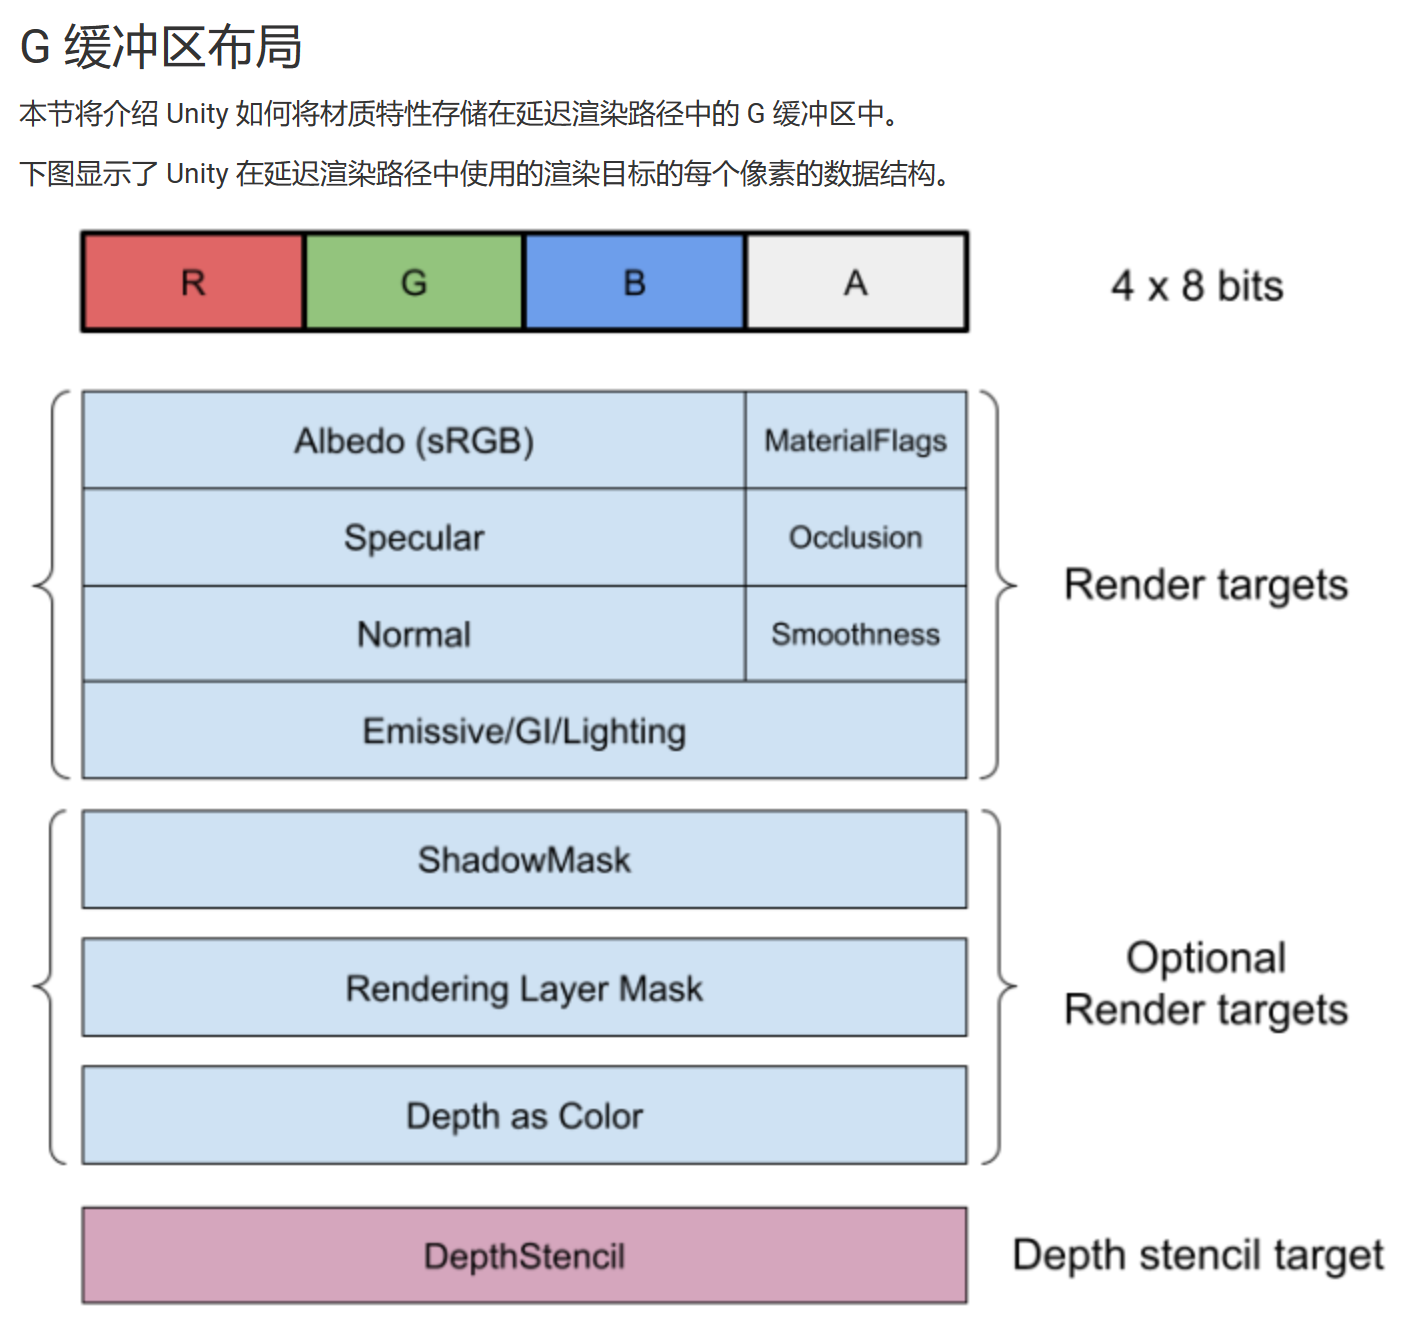 G 缓冲区布局
本节将介绍 Unity 如何将材质特性存储在延迟渲染路径中的 G 缓冲区中。
下图显示了 Unity 在延迟渲染路径中使用的渲染目标的每个像素的数据结构。
R G B A 4 x 8 bits
Albedo (sRGB) MaterialFlags
Specular Occlusion
Normal Smoothness
Emissive/GI/Lighting
Render targets
ShadowMask
Rendering Layer Mask
Depth as Color
Optional
Render targets
DepthStencil Depth stencil target